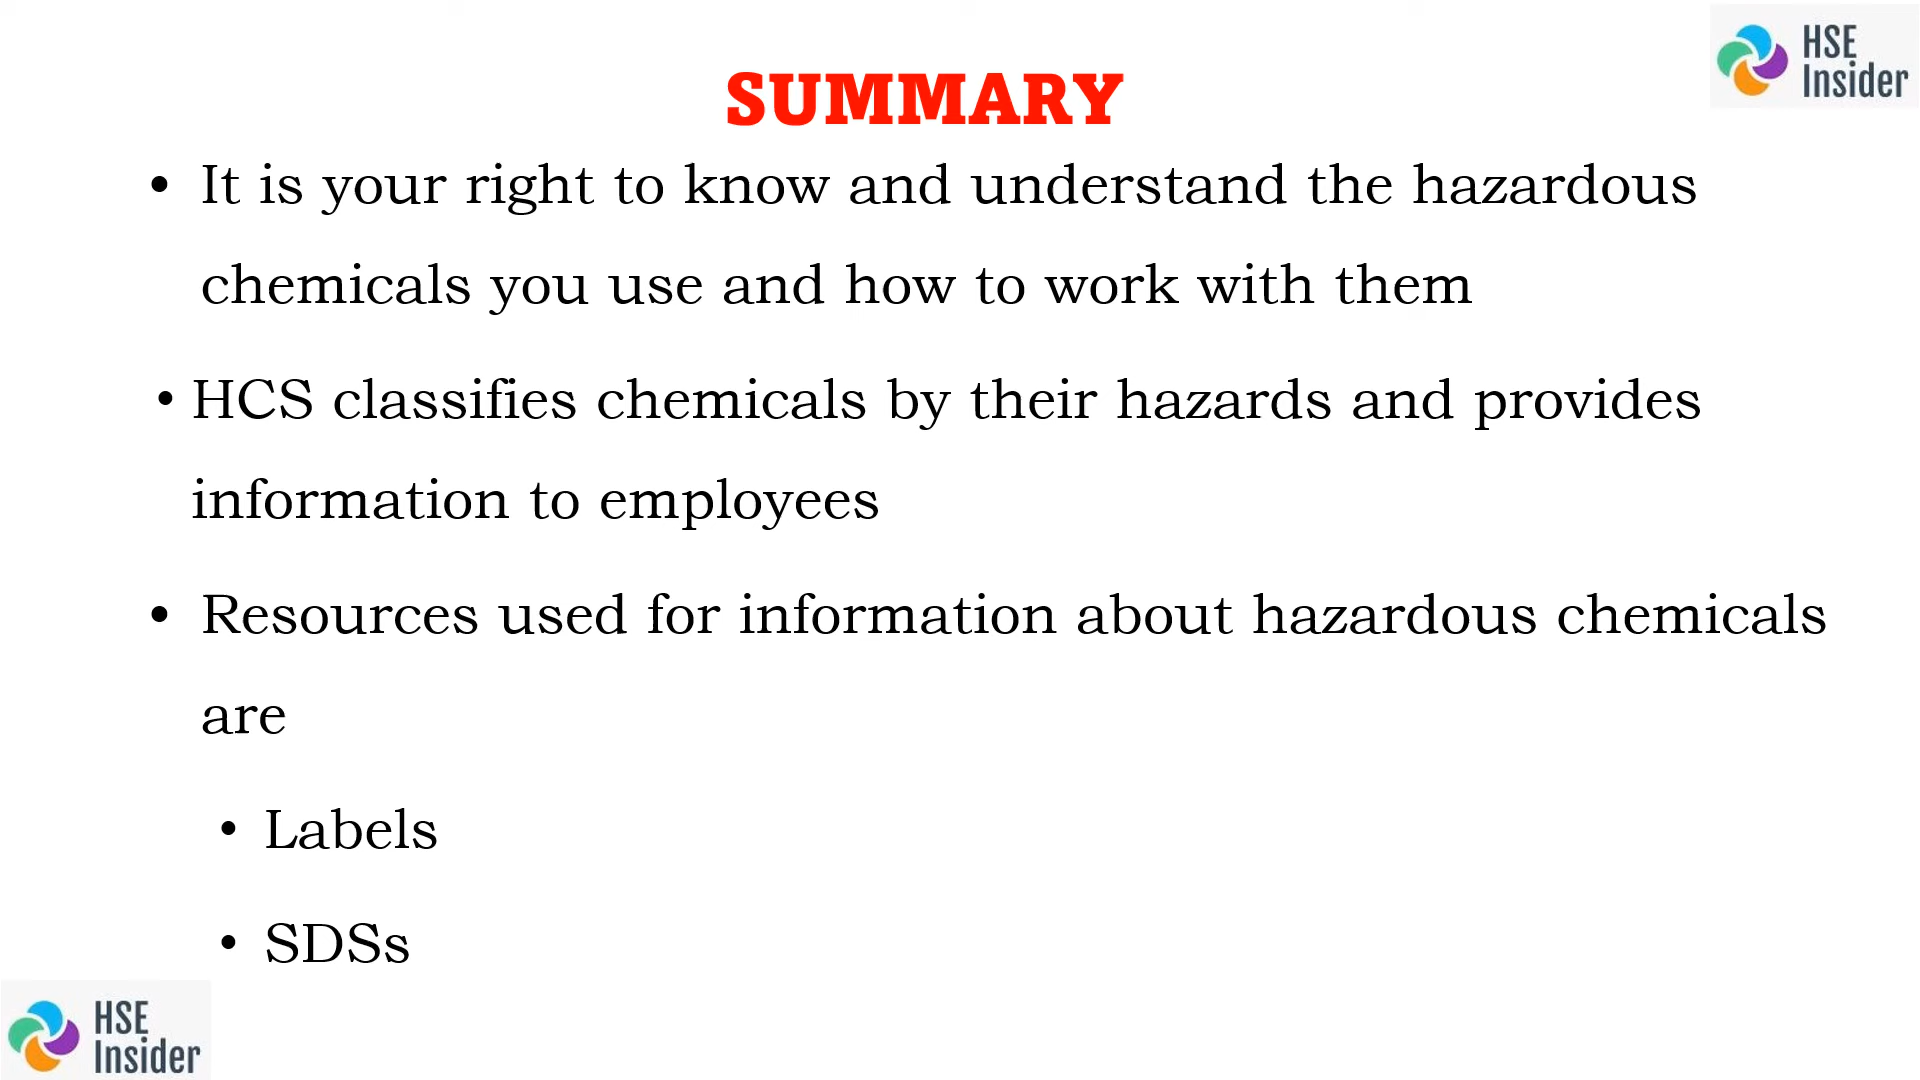 HSE
Insider
SUMMARY
• It is your right to know and understand the hazardous
chemicals you use and how to work with them
• HCS classifies chemicals by their hazards and provides
information to employees
• Resources used for information about hazardous chemicals
are
• Labels
• SDSs
HSE
Insider